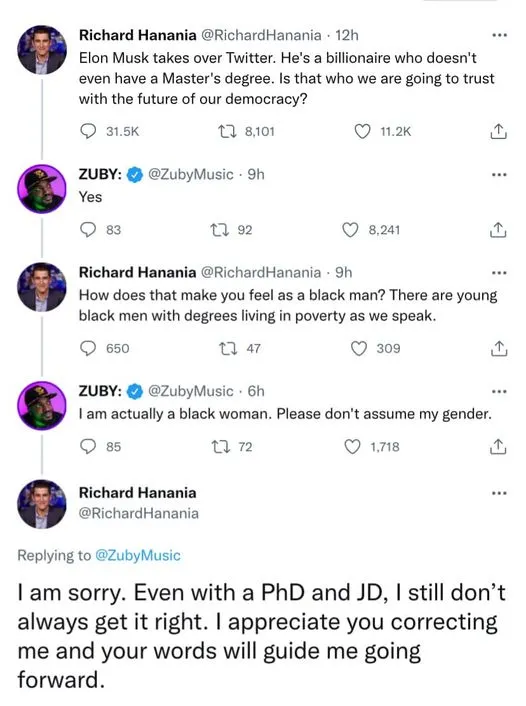 Richard Hanania @RichardHanania · 12h
Elon Musk takes over Twitter. He's a billionaire who doesn't
even have a Master's degree. Is that who we are going to trust
with the future of our democracy?
31.5K 8,101 11.2K
ZUBY: @ZubyMusic · 9h
Yes
83 92 8,241
Richard Hanania @RichardHanania · 9h
How does that make you feel as a black man? There are young
black men with degrees living in poverty as we speak.
650 47 309
ZUBY: @ZubyMusic · 6h
I am actually a black woman. Please don't assume my gender.
85 72 1,718
Richard Hanania
@RichardHanania
Replying to @ZubyMusic
I am sorry. Even with a PhD and JD, I still don’t
always get it right. I appreciate you correcting
me and your words will guide me going
forward.